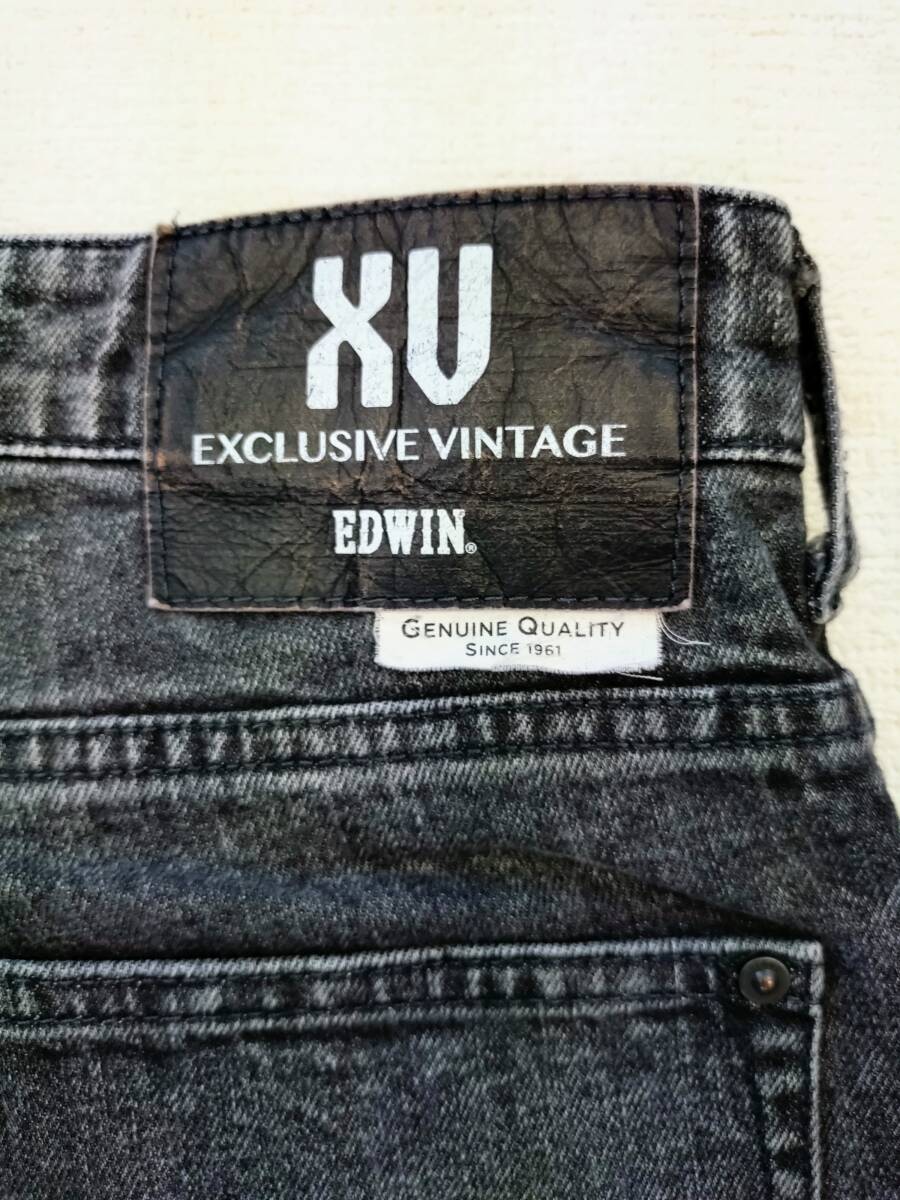 XV
EXCLUSIVE VINTAGE
EDWIN®
GENUINE QUALITY
SINCE 1961